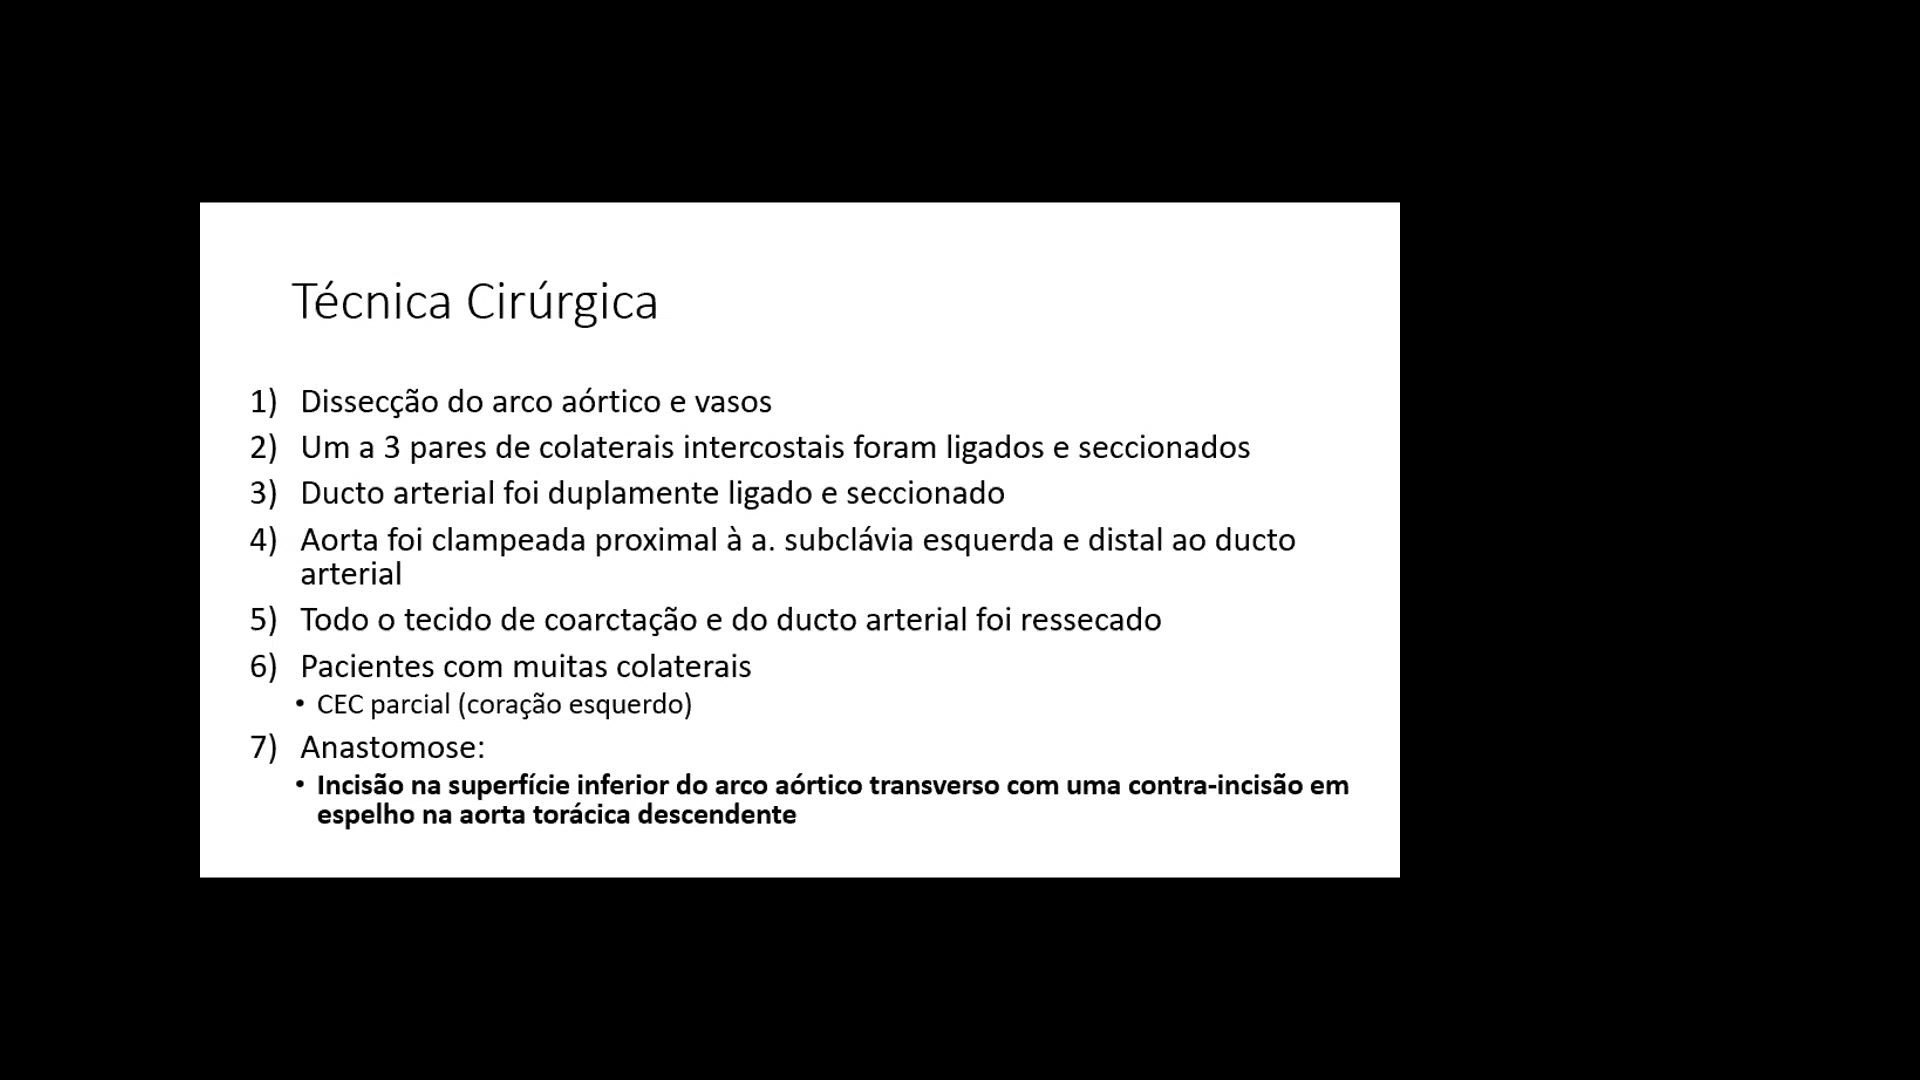 Técnica Cirúrgica
1) Dissecção do arco aórtico e vasos
2) Um a 3 pares de colaterais intercostais foram ligados e seccionados
3) Ducto arterial foi duplamente ligado e seccionado
4) Aorta foi clampeada proximal à a. subclávia esquerda e distal ao ducto
arterial
5) Todo o tecido de coarctação e do ducto arterial foi ressecado
6) Pacientes com muitas colaterais
• CEC parcial (coração esquerdo)
7) Anastomose:
• Incisão na superfície inferior do arco aórtico transverso com uma contra-incisão em
espelho na aorta torácica descendente